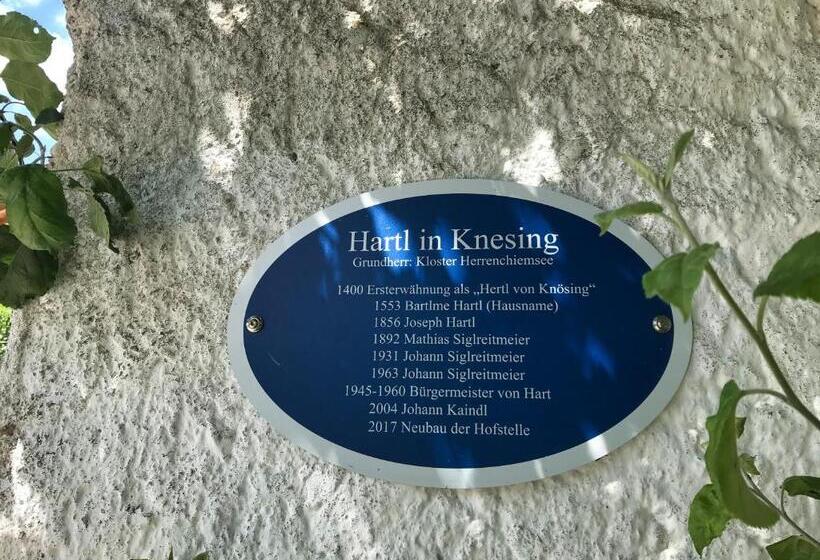 Hartl in Knesing
Grundherr: Kloster Herrenchiemsee
1400 Ersterwähnung als „Hertl von Knösing“
1553 Bartlme Hartl (Hausname)
1856 Joseph Hartl
1892 Mathias Siglreitmeier
1931 Johann Siglreitmeier
1963 Johann Siglreitmeier
1945-1960 Bürgermeister von Hart
2004 Johann Kaindl
2017 Neubau der Hofstelle